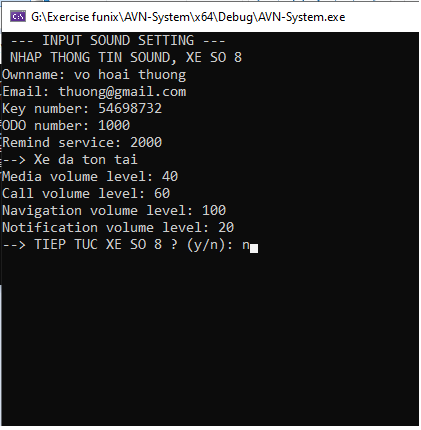 G:\Exercise funix\AVN-System\x64\Debug\AVN-System.exe
--- INPUT SOUND SETTING ---
NHAP THONG TIN SOUND, XE SO 8
Ownname: vo hoai thuong
Email: thuong@gmail.com
Key number: 54698732
ODO number: 1000
Remind service: 2000
--> Xe da ton tai
Media volume level: 40
Call volume level: 60
Navigation volume level: 100
Notification volume level: 20
--> TIEP TUC XE SO 8 ? (y/n): n